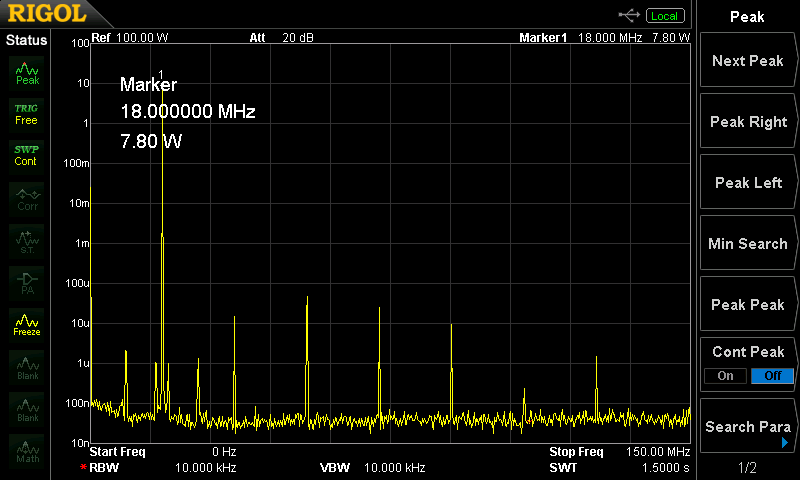 RIGOL
Local
Peak
Status
Ref 100.00 W Att 20 dB Marker1 18.000 MHz 7.80 W
Peak
TRIG
Free
SWP
Cont
Corr
S.T.
PA
Freeze
Blank
Blank
Math
100
10
1
100m
10m
1m
100u
10u
1u
100n
10n
1
Marker
18.000000 MHz
7.80 W
Start Freq 0 Hz Stop Freq 150.00 MHz
*RBW 10.000 kHz VBW 10.000 kHz SWT 1.5000 s
Next Peak
Peak Right
Peak Left
Min Search
Peak Peak
Cont Peak
On Off
Search Para
1/2